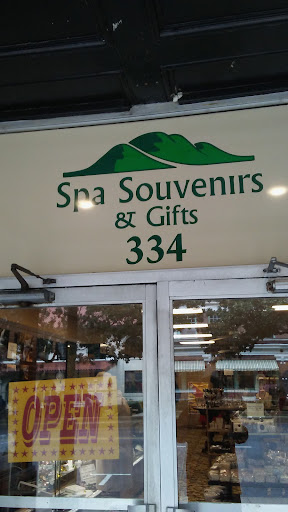 Spa Souvenirs
& Gifts
334
OPEN